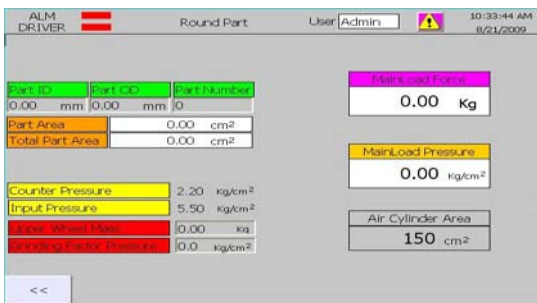 ALM DRIVER Round Part User Admin 10:33:44 AM 8/21/2009
Part ID Part OD Part Number
0.00 mm 0.00 mm 0
Part Area 0.00 cm²
Total Part Area 0.00 cm²
MainLoad Force
0.00 Kg
MainLoad Pressure
0.00 Kg/cm²
Counter Pressure 2.20 Kg/cm²
Input Pressure 5.50 Kg/cm²
Upper Wheel Mass 0.00 Kg
Grinding Factor Pressure 0.0 Kg/cm²
Air Cylinder Area
150 cm²
<<